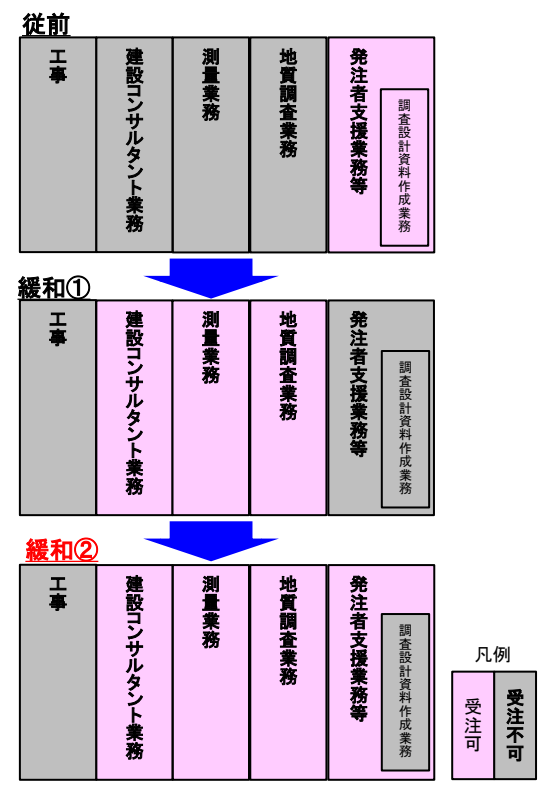 従前
工事
建設コンサルタント業務
測量業務
地質調査業務
発注者支援業務等
調査設計資料作成業務
緩和①
工事
建設コンサルタント業務
測量業務
地質調査業務
発注者支援業務等
調査設計資料作成業務
緩和②
工事
建設コンサルタント業務
測量業務
地質調査業務
発注者支援業務等
調査設計資料作成業務
凡例
受注可
受注不可